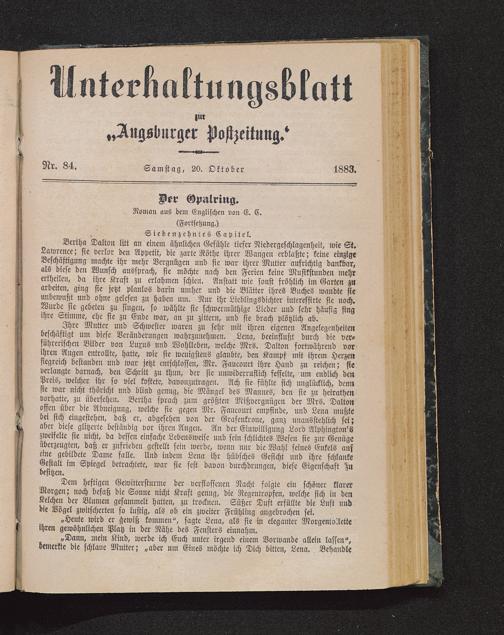 Unterhaltungsblatt
zur
„Augsburger Postzeitung.“
Nr. 84. Samstag, 20. Oktober 1883.
Der Opalring.
Roman aus dem Englischen von E. C.
(Fortsetzung.)
Siebenzehntes Capitel.
Bertha Dalton litt an einem ähnlichen Gefühle tiefer Niedergeschlagenheit, wie St.
Lawrence; sie verlor den Appetit, die zarte Röthe ihrer Wangen erblaßte; keine einzige
Beschäftigung machte ihr mehr Vergnügen und sie war ihrer Mutter aufrichtig dankbar,
als diese den Wunsch aussprach, sie möchte nach den Ferien keine Musikstunden mehr
ertheilen, da ihre Kraft zu erlahmen schien. Anstatt wie sonst fröhlich im Garten zu
arbeiten, ging sie jetzt planlos darin umher und die Blätter ihres Buches wandte sie
unbewußt und ohne gelesen zu haben um. Nur ihr Lieblingsdichter interessirte sie noch.
Wurde sie gebeten zu singen, so wählte sie schwermüthige Lieder und sehr häufig fing
ihre Stimme, ehe sie zu Ende war, an zu zittern, und sie brach plötzlich ab.
Ihre Mutter und Schwester waren zu sehr mit ihren eigenen Angelegenheiten
beschäftigt um diese Veränderungen wahrzunehmen. Lena, beeinflußt durch die ver-
führerischen Bilder von Luxus und Wohlleben, welche Mrs. Dalton fortwährend vor
ihren Augen entrollte, hatte, wie sie wenigstens glaubte, den Kampf mit ihrem Herzen
siegreich bestanden und war jetzt entschlossen, Mr. Faucourt ihre Hand zu reichen; sie
verlangte darnach, den Schritt zu thun, der sie unwiderruflich fesselte, um endlich den
Preis, welcher ihr so viel kostete, davonzutragen. Ach sie fühlte sich unglücklich, denn
sie war nicht thöricht und blind genug, die Mängel des Mannes, den sie zu heirathen
vorhatte, zu übersehen. Bertha sprach zum größten Mißvergnügen der Mrs. Dalton
offen über die Abneigung, welche sie gegen Mr. Faucourt empfinde, und Lena mußte
bei sich eingestehen, daß er, abgesehen von der Grafenkrone, ganz unausstehlich sei;
aber diese glitzerte beständig vor ihren Augen. An der Einwilligung Lord Alphington's
zweifelte sie nicht, da dessen einfache Lebensweise und sein schlichtes Wesen sie zur Genüge
überzeugten, daß er zufrieden gestellt sein werde, wenn nur die Wahl seines Enkels auf
eine gebildete Dame falle. Und indem Lena ihr hübsches Gesicht und ihre schlanke
Gestalt im Spiegel betrachtete, war sie fest davon durchdrungen, diese Eigenschaft zu
besitzen.
Dem heftigen Gewittersturme der verflossenen Nacht folgte ein schöner klarer
Morgen; noch besaß die Sonne nicht Kraft genug, die Regentropfen, welche sich in den
Kelchen der Blumen gesammelt hatten, zu trocknen. Süßer Duft erfüllte die Luft und
die Vögel zwitscherten so lustig, als ob ein zweiter Frühling angebrochen sei.
„Heute wird er gewiß kommen“, sagte Lena, als sie in eleganter Morgentoilette
ihren gewöhnlichen Platz in der Nähe des Fensters einnahm.
„Dann, mein Kind, werde ich Euch unter irgend einem Vorwande allein lassen“,
bemerkte die schlaue Mutter; „aber um Eines möchte ich Dich bitten, Lena. Behandle